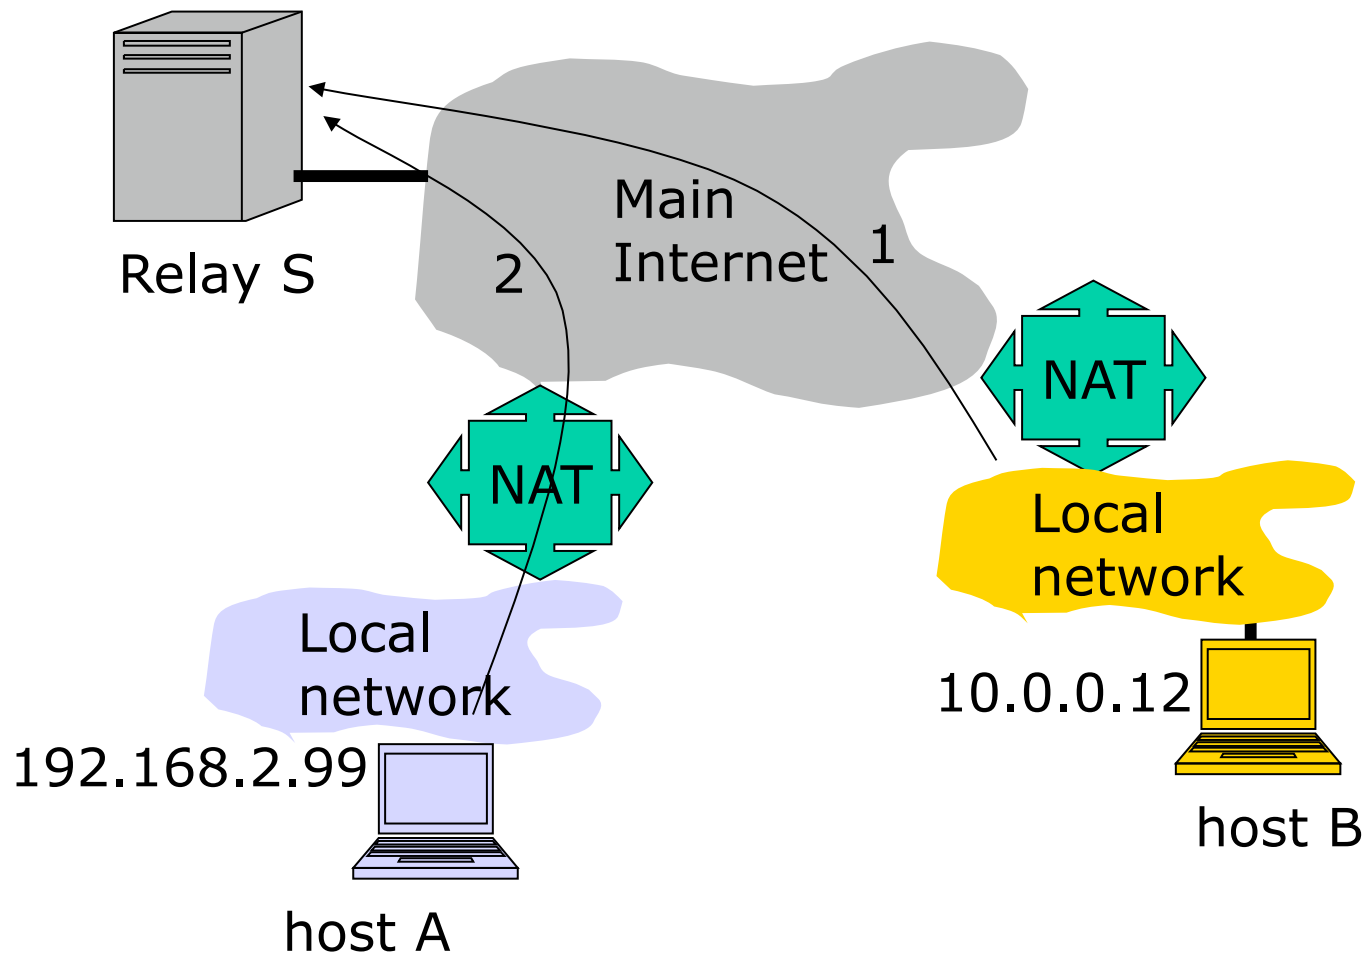 Relay S
Main
Internet
1
2
NAT
NAT
Local
network
10.0.0.12
host B
Local
network
192.168.2.99
host A